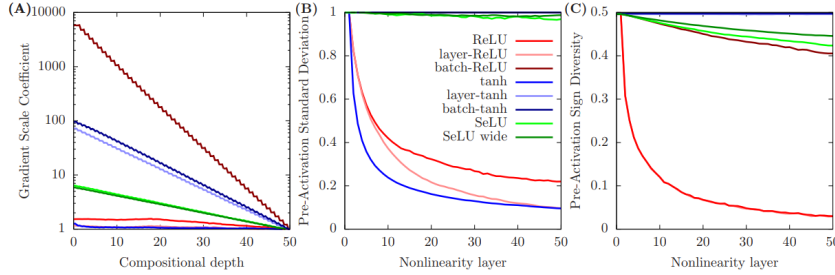 (A)
Gradient Scale Coefficient
10000
1000
100
10
1
0 10 20 30 40 50
Compositional depth
(B)
Pre-Activation Standard Deviation
1
0.8
0.6
0.4
0.2
0
0 10 20 30 40 50
Nonlinearity layer
ReLU
layer-ReLU
batch-ReLU
tanh
layer-tanh
batch-tanh
SeLU
SeLU wide
(C)
Pre-Activation Sign Diversity
0.5
0.4
0.3
0.2
0.1
0
0 10 20 30 40 50
Nonlinearity layer